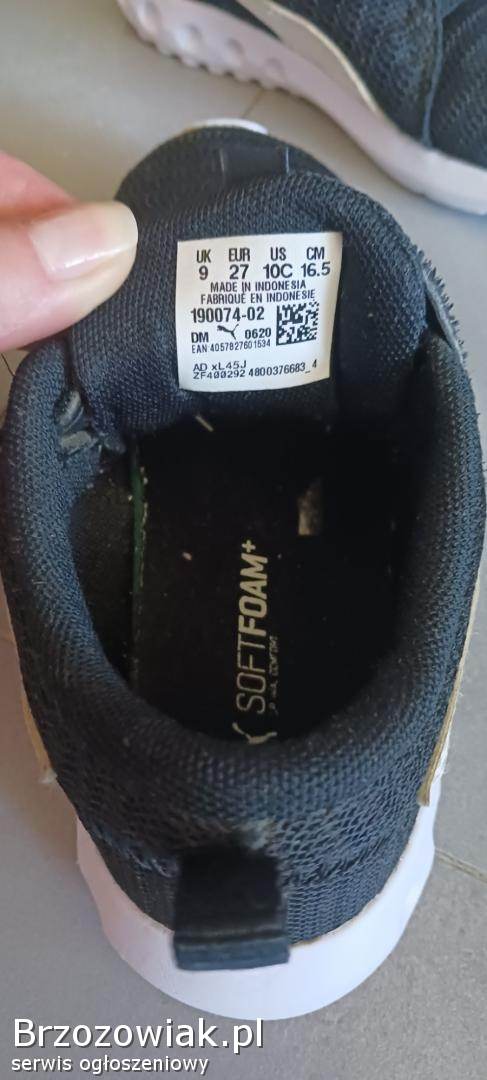 UK EUR US CM
9 27 10C 16.5
MADE IN INDONESIA
FABRIQUÉ EN INDONESIE
190074-02
DM 0620
EAN:4057827601534
AD xL45J
ZF400292 4800376683_4
SOFTFOAM+
Brzozowiak.pl
serwis ogłoszeniowy